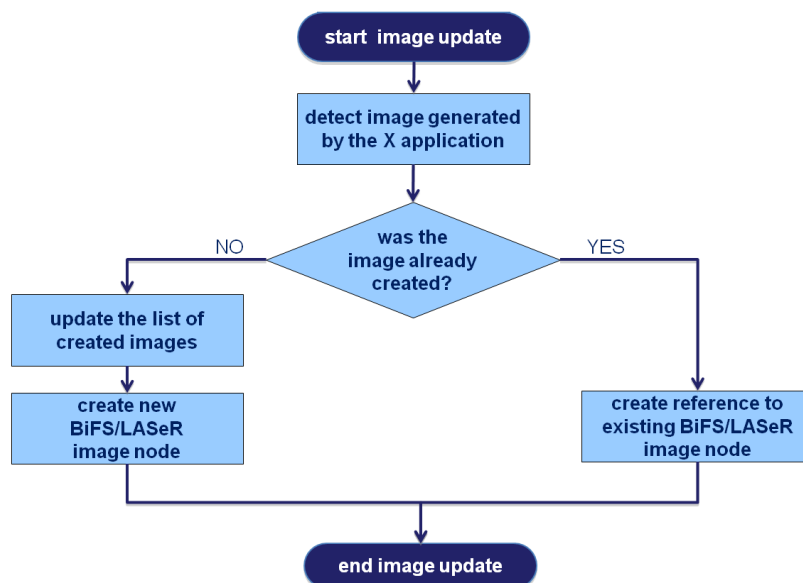 start image update
detect image generated
by the X application
was the
image already
created?
NO
YES
update the list of
created images
create new
BiFS/LASeR
image node
create reference to
existing BiFS/LASeR
image node
end image update